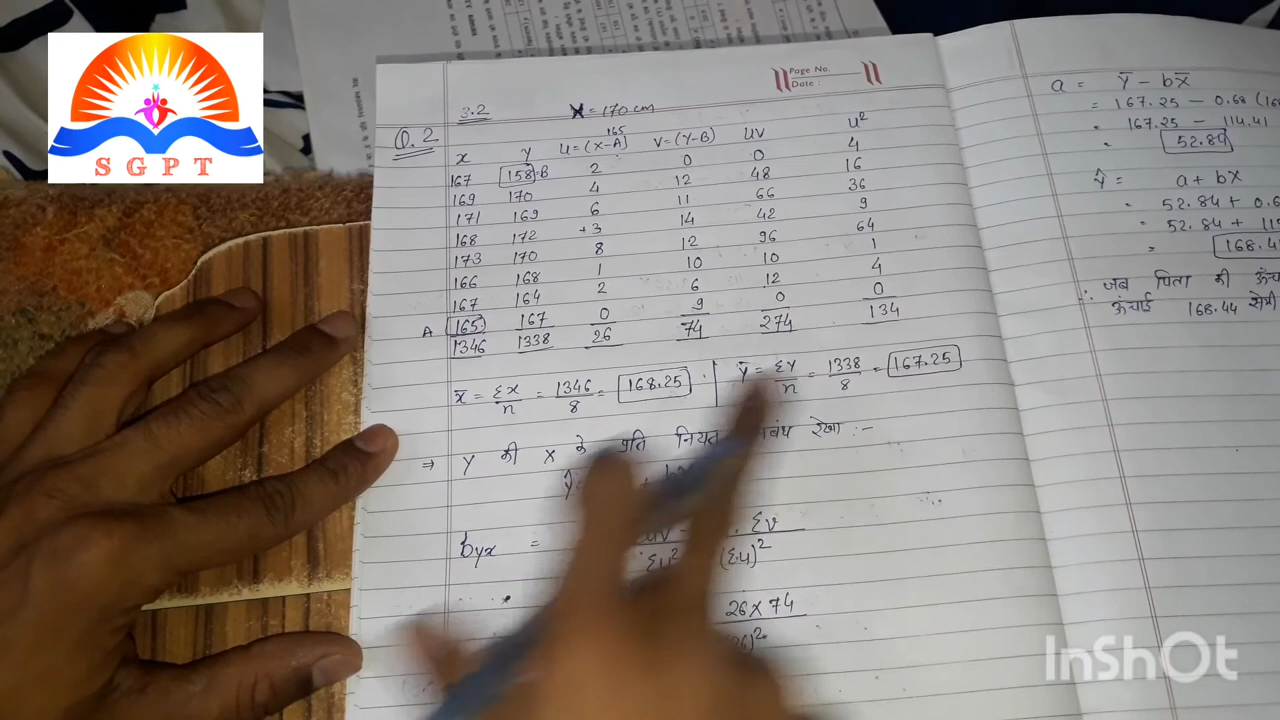 SGPT
Page No.
Date :
3.2 X = 170 cm
Q.2
165
x y u=(x-A) v=(Y-B) uv u²
167 158-B 2 0 0 4
169 170 4 12 48 16
171 169 6 11 66 36
168 172 +3 14 42 9
173 170 8 12 96 64
166 168 1 10 10 1
167 164 2 6 12 4
A 165 167 0 9 0 0
1346 1338 26 74 274 134
x̄ = Σx/n = 1346/8 = 168.25 Ȳ = ΣY/n = 1338/8 = 167.25
⇒ Y की X के प्रति नियत रेखा :-
byx = Σv
Σu² (Σu)²
26 X 74
a = Ȳ - bX̄
= 167.25 - 0.68
= 167.25 - 114.41
= 52.84
Ŷ = a + bX
= 52.84 +
= 52.84 +
= 168.4
∴ जब पिता की
ऊंचाई 168.44 सेमी
InShOt